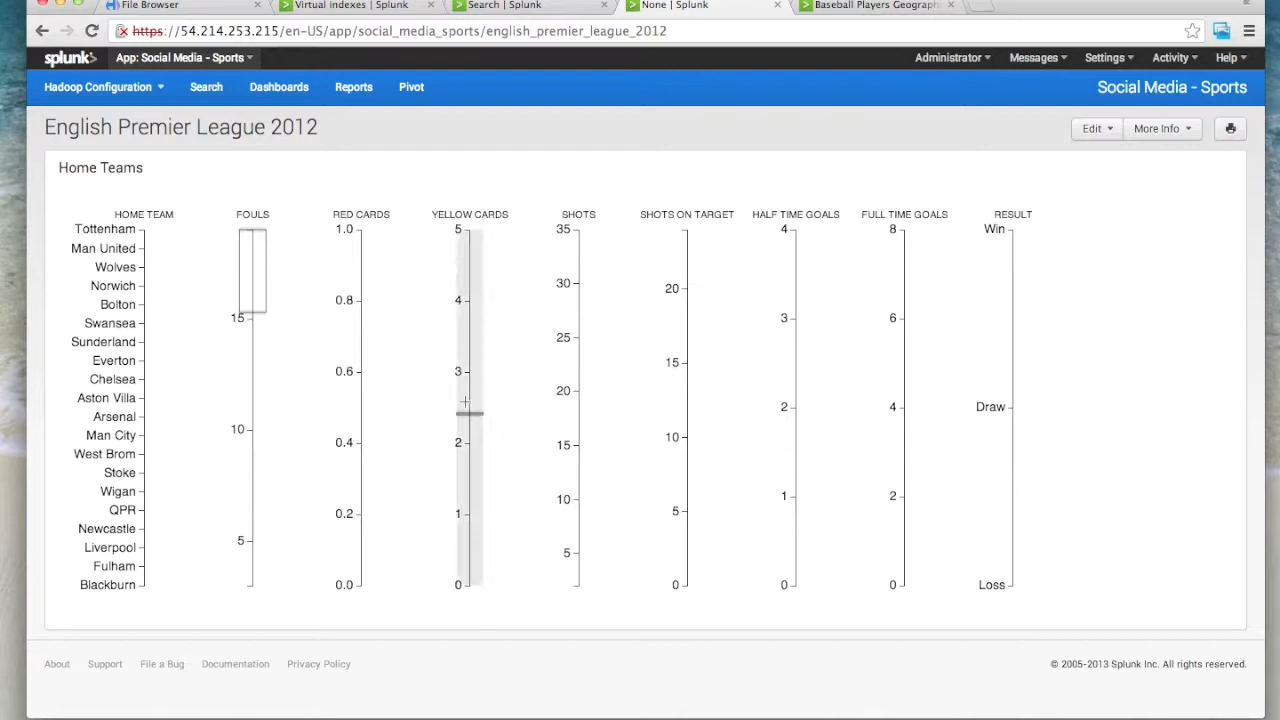 File Browser × Virtual indexes | Splunk × Search | Splunk × None | Splunk × Baseball Players Geograph ×
https://54.214.253.215/en-US/app/social_media_sports/english_premier_league_2012
splunk> App: Social Media - Sports Administrator Messages Settings Activity Help
Hadoop Configuration Search Dashboards Reports Pivot Social Media - Sports
English Premier League 2012 Edit More Info
Home Teams
HOME TEAM FOULS RED CARDS YELLOW CARDS SHOTS SHOTS ON TARGET HALF TIME GOALS FULL TIME GOALS RESULT
Tottenham 1.0 5 35 4 8 Win
Man United
Wolves
Norwich 30 20
Bolton 0.8 4
Swansea 15 3 6
Sunderland 25
Everton 15
Chelsea 0.6 3
Aston Villa 20
Arsenal 2 4 Draw
Man City 10 0.4 2 15 10
West Brom
Stoke
Wigan 10 1 2
QPR 0.2 1 5
Newcastle
Liverpool 5 5
Fulham
Blackburn 0.0 0 0 0 0 Loss
About Support File a Bug Documentation Privacy Policy © 2005-2013 Splunk Inc. All rights reserved.